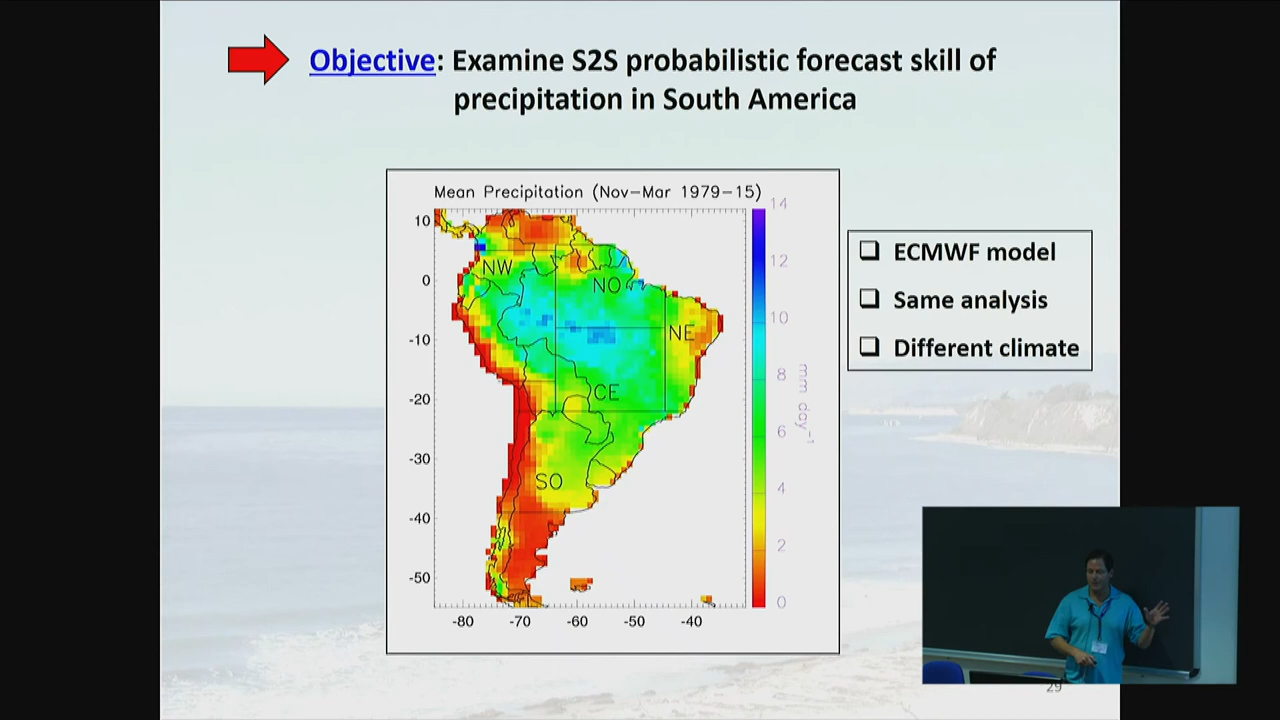 Objective: Examine S2S probabilistic forecast skill of
precipitation in South America
Mean Precipitation (Nov-Mar 1979-15)
10
0
-10
-20
-30
-40
-50
-80
-70
-60
-50
-40
NW
NO
NE
CE
SO
14
12
10
8
6
4
2
0
mm day⁻¹
ECMWF model
Same analysis
Different climate
29